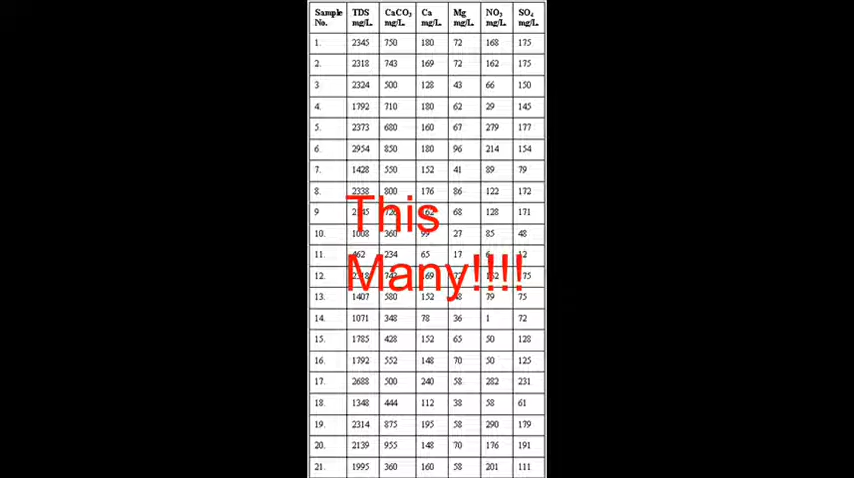 Sample No. TDS mg/L. CaCO3 mg/L. Ca mg/L. Mg mg/L. NO3 mg/L. SO4 mg/L.
1. 2345 750 180 72 168 175
2. 2318 743 169 72 162 175
3 2324 500 128 43 66 150
4. 1792 710 180 62 29 145
5. 2373 680 160 67 279 177
6. 2954 850 180 96 214 154
7. 1428 550 152 41 89 79
8. 2338 800 176 86 122 172
9 68 128 171
This
10. 1008 360 99 27 85 48
11. 462 234 65 17 12
Many!!!!
12.
13. 1407 580 152 79 75
14. 1071 348 78 36 1 72
15. 1785 428 152 65 50 128
16. 1792 552 148 70 50 125
17. 2688 500 240 58 282 231
18. 1348 444 112 38 58 61
19. 2314 875 195 58 290 179
20. 2139 955 148 70 176 191
21. 1995 360 160 58 201 111